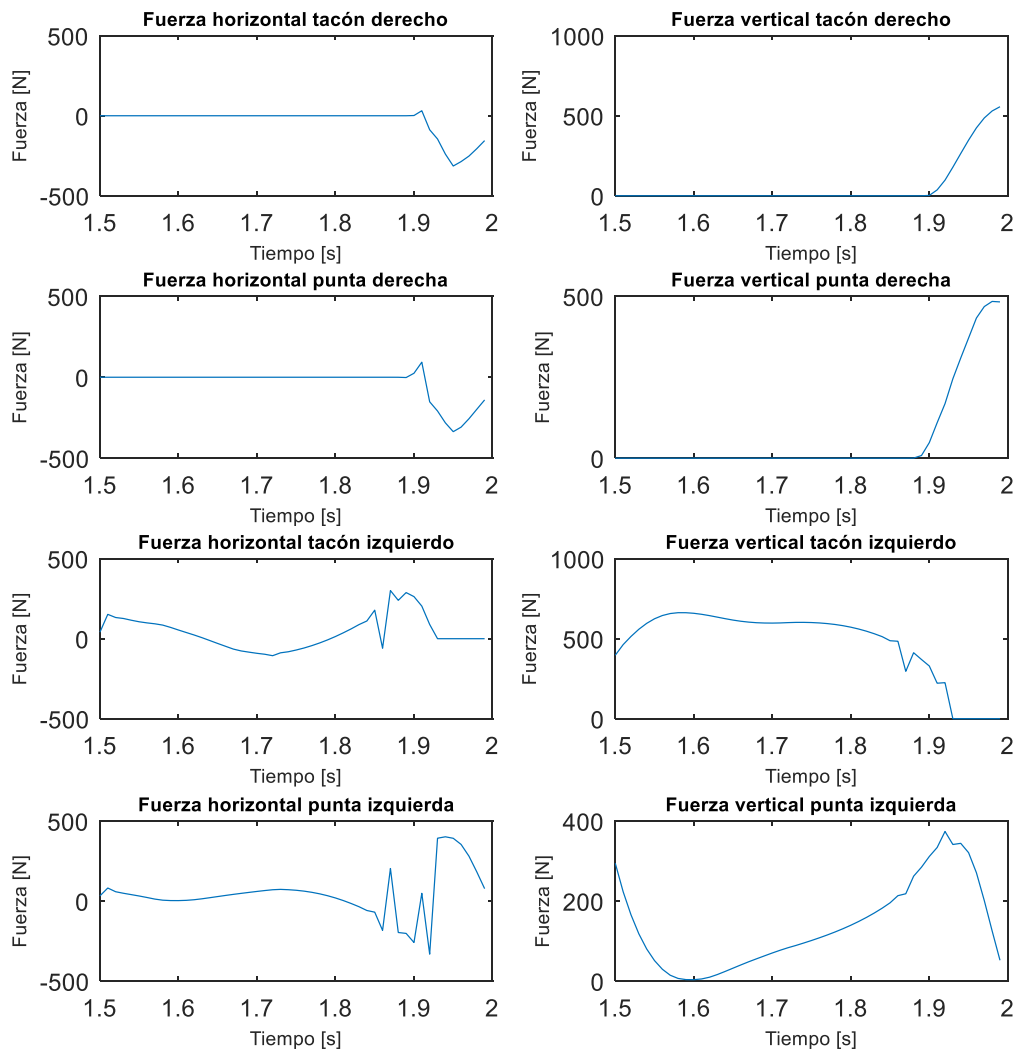 Fuerza horizontal tacón derecho
Fuerza [N]
500
0
-500
1.5 1.6 1.7 1.8 1.9 2
Tiempo [s]
Fuerza vertical tacón derecho
Fuerza [N]
1000
500
0
1.5 1.6 1.7 1.8 1.9 2
Tiempo [s]
Fuerza horizontal punta derecha
Fuerza [N]
500
0
-500
1.5 1.6 1.7 1.8 1.9 2
Tiempo [s]
Fuerza vertical punta derecha
Fuerza [N]
500
0
1.5 1.6 1.7 1.8 1.9 2
Tiempo [s]
Fuerza horizontal tacón izquierdo
Fuerza [N]
500
0
-500
1.5 1.6 1.7 1.8 1.9 2
Tiempo [s]
Fuerza vertical tacón izquierdo
Fuerza [N]
1000
500
0
1.5 1.6 1.7 1.8 1.9 2
Tiempo [s]
Fuerza horizontal punta izquierda
Fuerza [N]
500
0
-500
1.5 1.6 1.7 1.8 1.9 2
Tiempo [s]
Fuerza vertical punta izquierda
Fuerza [N]
400
200
0
1.5 1.6 1.7 1.8 1.9 2
Tiempo [s]